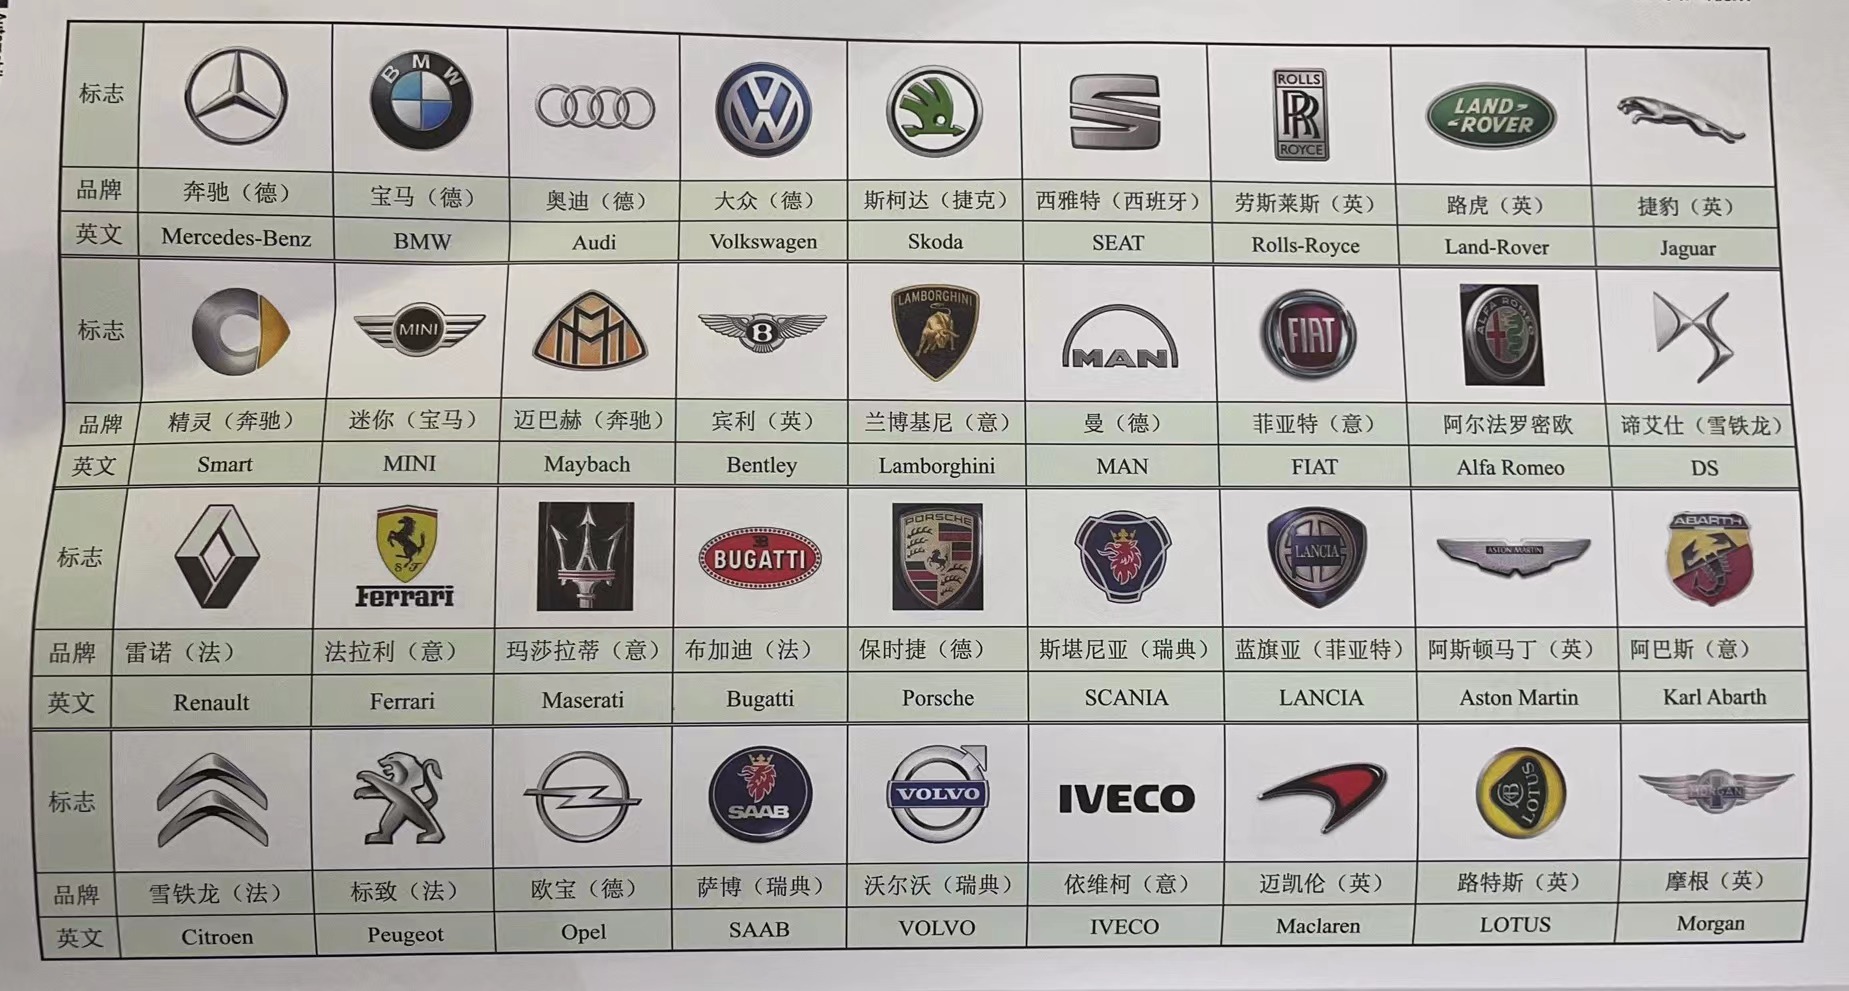 标志 BMW ROLLS RR ROYCE LAND-ROVER
品牌 奔驰（德） 宝马（德） 奥迪（德） 大众（德） 斯柯达（捷克） 西雅特（西班牙） 劳斯莱斯（英） 路虎（英） 捷豹（英）
英文 Mercedes-Benz BMW Audi Volkswagen Skoda SEAT Rolls-Royce Land-Rover Jaguar
标志 MINI B LAMBORGHINI MAN FIAT ALFA ROMEO
品牌 精灵（奔驰） 迷你（宝马） 迈巴赫（奔驰） 宾利（英） 兰博基尼（意） 曼（德） 菲亚特（意） 阿尔法罗密欧 谛艾仕（雪铁龙）
英文 Smart MINI Maybach Bentley Lamborghini MAN FIAT Alfa Romeo DS
标志 S F Ferrari BUGATTI PORSCHE LANCIA ASTON MARTIN ABARTH
品牌 雷诺（法） 法拉利（意） 玛莎拉蒂（意） 布加迪（法） 保时捷（德） 斯堪尼亚（瑞典） 蓝旗亚（菲亚特） 阿斯顿马丁（英） 阿巴斯（意）
英文 Renault Ferrari Maserati Bugatti Porsche SCANIA LANCIA Aston Martin Karl Abarth
标志 SAAB VOLVO IVECO LOTUS MORGAN
品牌 雪铁龙（法） 标致（法） 欧宝（德） 萨博（瑞典） 沃尔沃（瑞典） 依维柯（意） 迈凯伦（英） 路特斯（英） 摩根（英）
英文 Citroen Peugeot Opel SAAB VOLVO IVECO Maclaren LOTUS Morgan